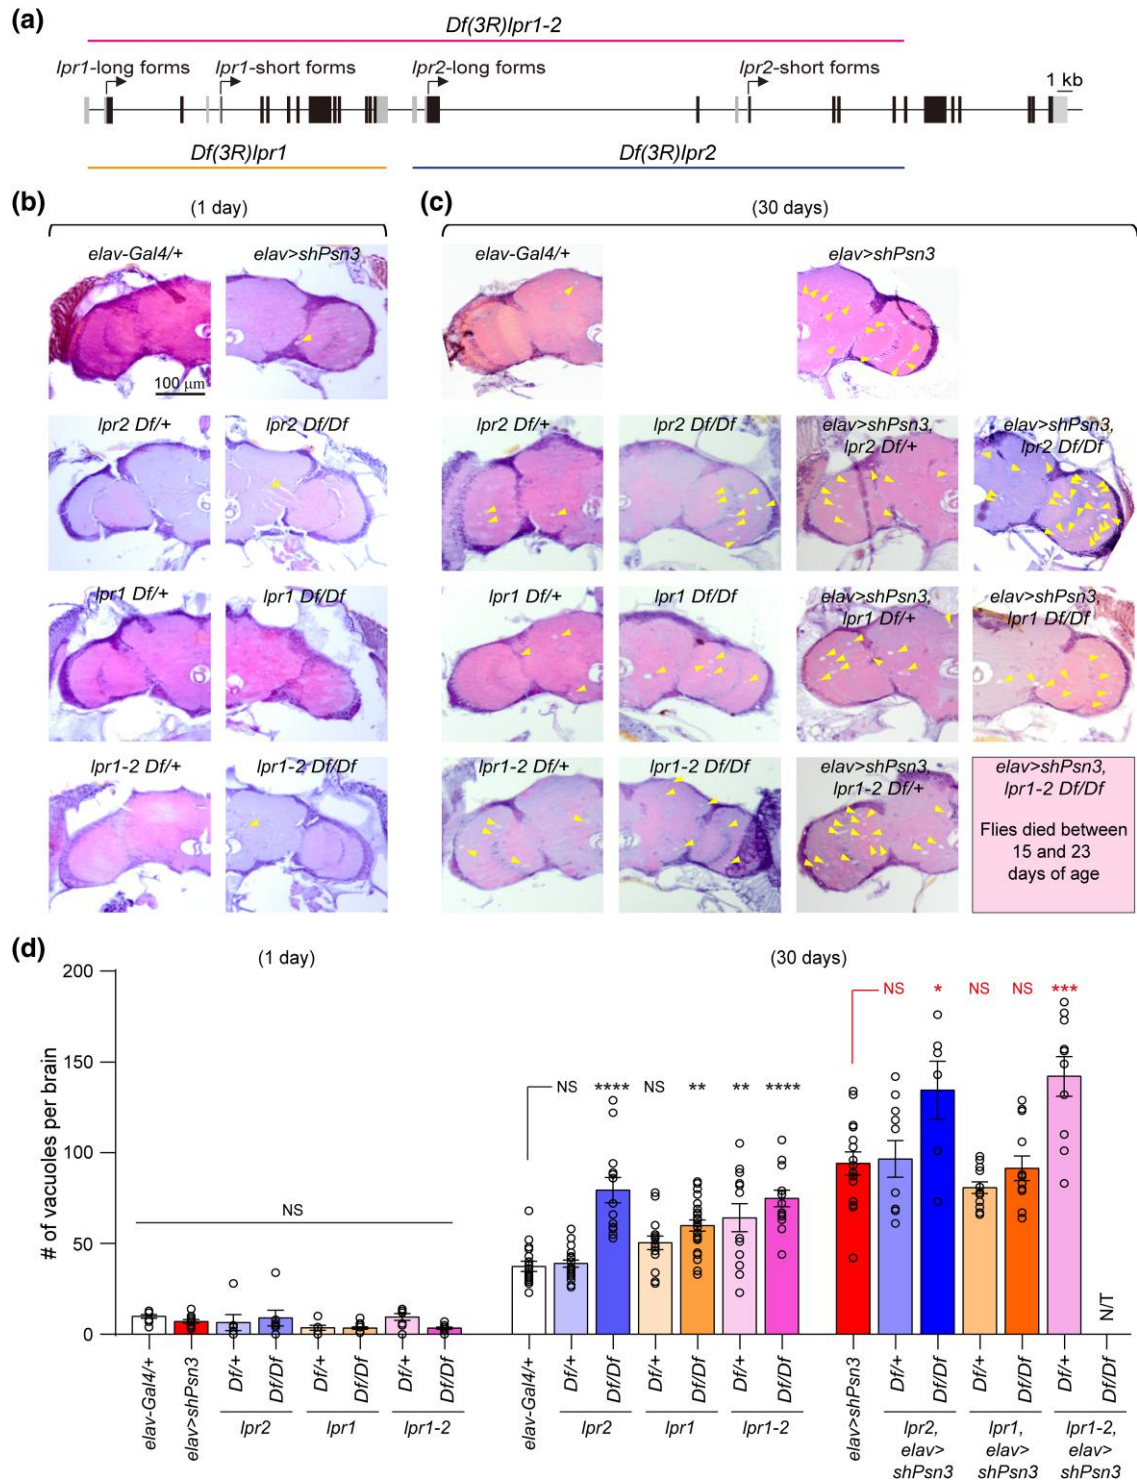 (a)
Df(3R)lpr1-2
lpr1-long forms
lpr1-short forms
lpr2-long forms
lpr2-short forms
1 kb
Df(3R)lpr1
Df(3R)lpr2
(b)
(1 day)
elav-Gal4/+
elav>shPsn3
100 µm
lpr2 Df/+
lpr2 Df/Df
lpr1 Df/+
lpr1 Df/Df
lpr1-2 Df/+
lpr1-2 Df/Df
(c)
(30 days)
elav-Gal4/+
elav>shPsn3
lpr2 Df/+
lpr2 Df/Df
elav>shPsn3,
lpr2 Df/+
elav>shPsn3,
lpr2 Df/Df
lpr1 Df/+
lpr1 Df/Df
elav>shPsn3,
lpr1 Df/+
elav>shPsn3,
lpr1 Df/Df
lpr1-2 Df/+
lpr1-2 Df/Df
elav>shPsn3,
lpr1-2 Df/+
elav>shPsn3,
lpr1-2 Df/Df
Flies died between
15 and 23
days of age
(d)
(1 day)
(30 days)
# of vacuoles per brain
200
150
100
50
0
NS
NS
****
NS
**
**
****
NS
*
NS
NS
***
N/T
elav-Gal4/+
elav>shPsn3
Df/+
Df/Df
Df/+
Df/Df
Df/+
Df/Df
lpr2
lpr1
lpr1-2
elav-Gal4/+
Df/+
Df/Df
Df/+
Df/Df
Df/+
Df/Df
lpr2
lpr1
lpr1-2
elav>shPsn3
Df/+
Df/Df
Df/+
Df/Df
Df/+
Df/Df
lpr2,
elav>
shPsn3
lpr1,
elav>
shPsn3
lpr1-2,
elav>
shPsn3